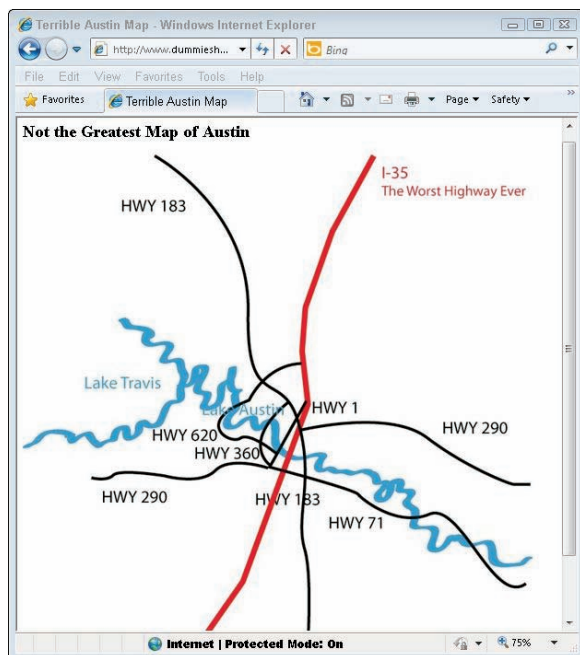 Terrible Austin Map - Windows Internet Explorer
http://www.dummiesh...
Bing
File Edit View Favorites Tools Help
Favorites
Terrible Austin Map
Page Safety
Not the Greatest Map of Austin
I-35
The Worst Highway Ever
HWY 183
Lake Travis
Lake Austin
HWY 1
HWY 290
HWY 620
HWY 360
HWY 290
HWY 183
HWY 71
Internet | Protected Mode: On
75%